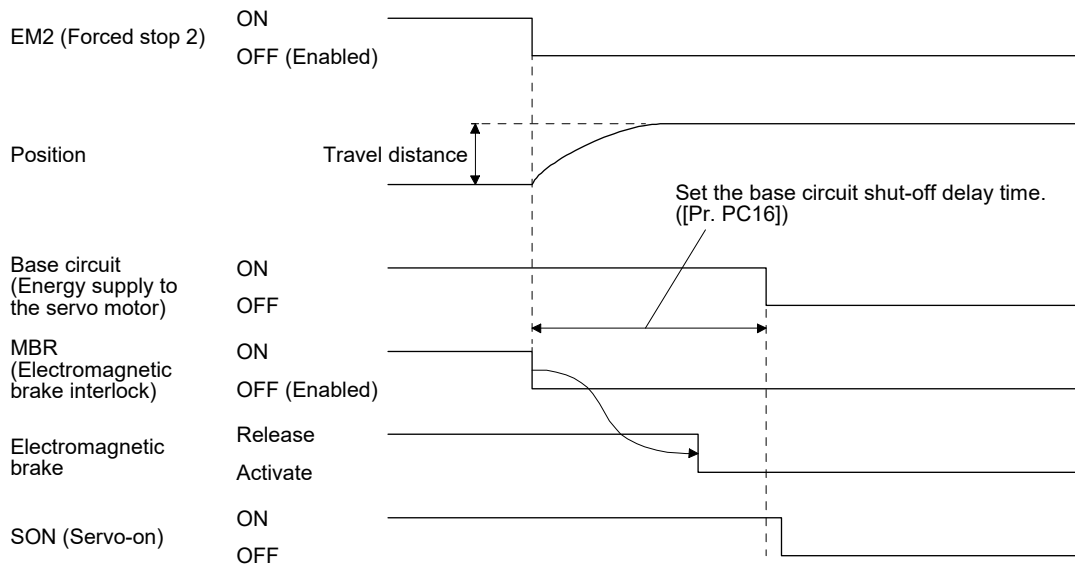 EM2 (Forced stop 2)
ON
OFF (Enabled)
Position
Travel distance
Set the base circuit shut-off delay time.
([Pr. PC16])
Base circuit
(Energy supply to
the servo motor)
ON
OFF
MBR
(Electromagnetic
brake interlock)
ON
OFF (Enabled)
Electromagnetic
brake
Release
Activate
SON (Servo-on)
ON
OFF